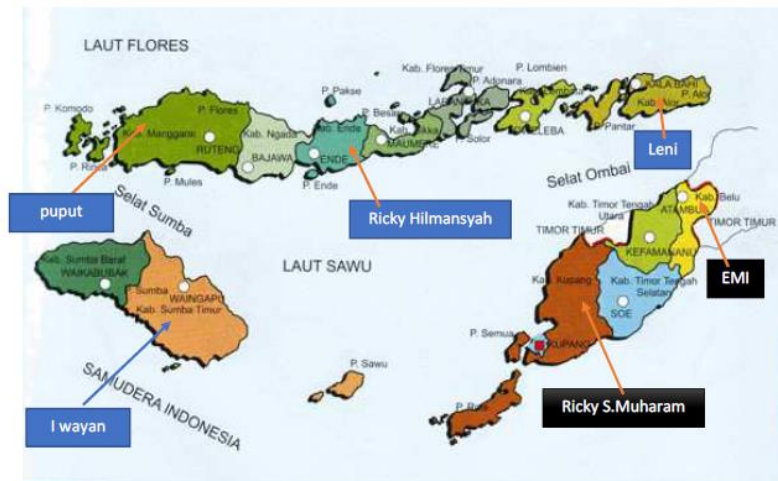 LAUT FLORES
Kab. Flores Timur
P. Lombien
P. Adonara
P. Pakse
P. Komodo
P. Flores
P. Besar
KALA BAHI
P. Alor
Kab. Alor
Kab. Manggarai
Kab. Ngada
Kab. Ende
RUTENG
BAJAWA
ENDE
MAUMERE
P. Solor
P. Pantar
P. Rinca
P. Mules
P. Ende
Leni
puput
Selat Sumba
Ricky Hilmansyah
Selat Ombai
Kab. Belu
Kab. Timor Tengah
Utara
ATAMBUA
TIMOR TIMUR
TIMOR TIMUR
KEFAMANANU
EMI
Kab. Sumba Barat
WAIKABUBAK
LAUT SAWU
P. Sumba
WAINGAPU
Kab. Sumba Timur
Kab. Kupang
Kab. Timor Tengah
Selatan
SOE
P. Semua
KUPANG
P. Sawu
SAMUDERA INDONESIA
I wayan
Ricky S.Muharam